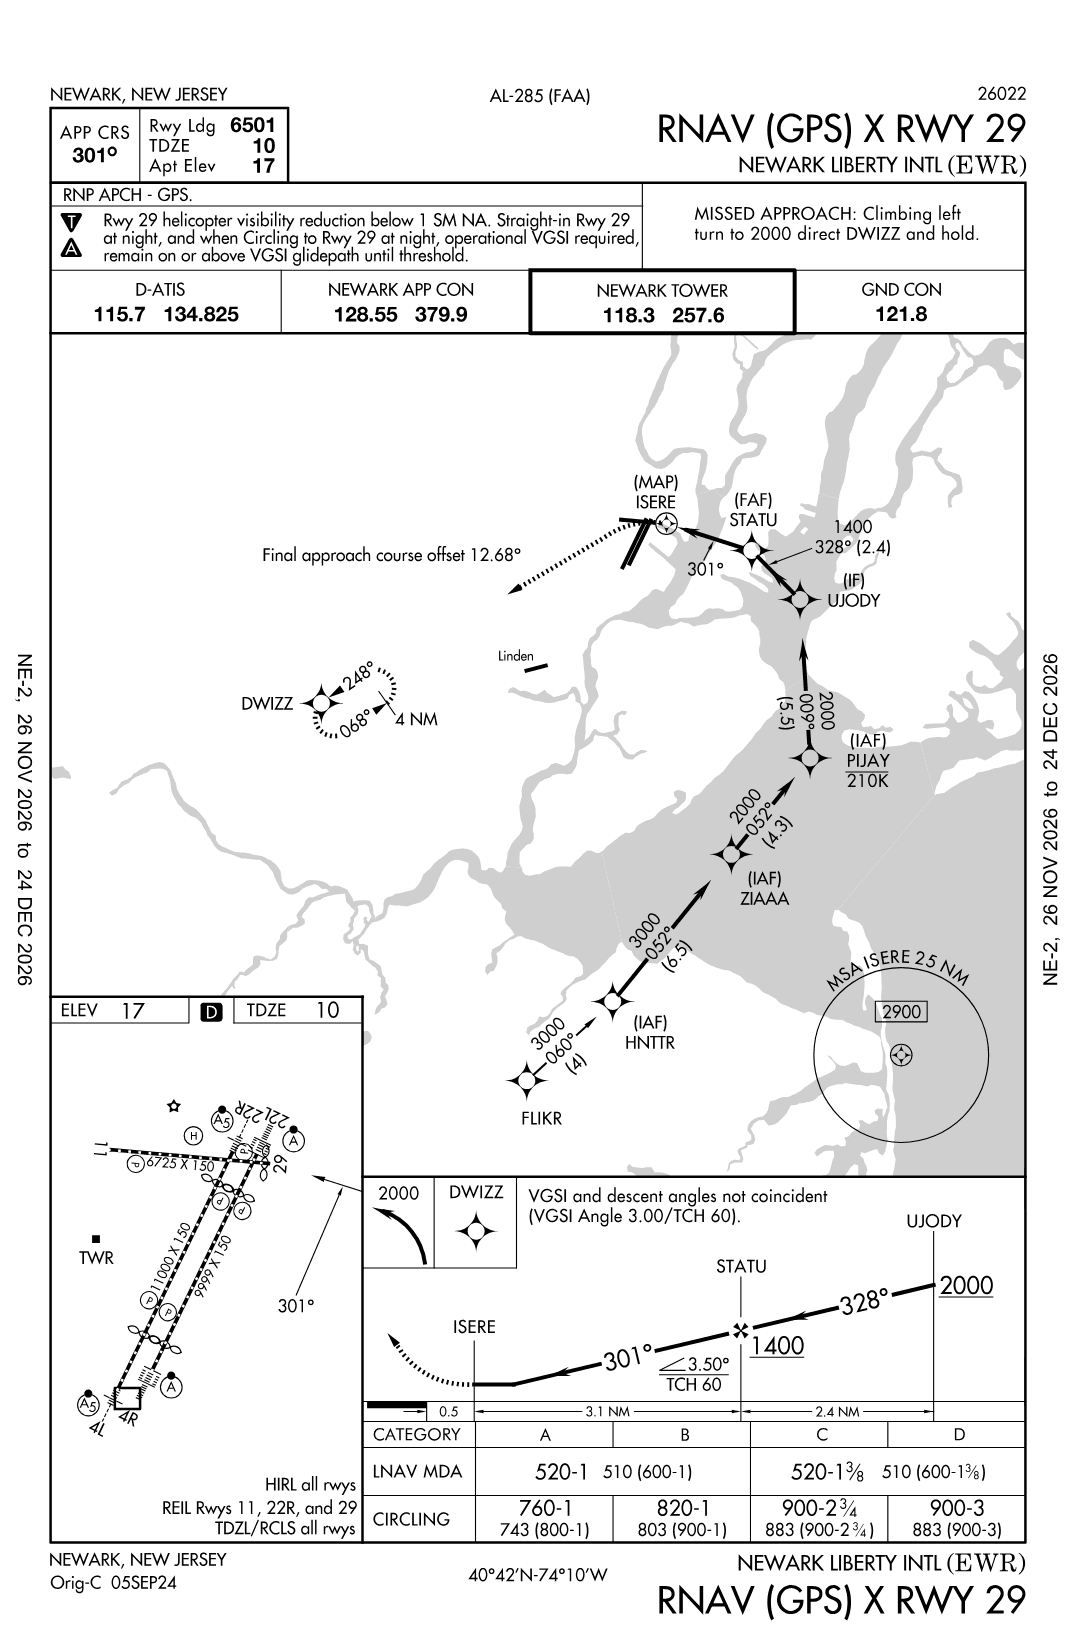 NEWARK, NEW JERSEY
AL-285 (FAA)
26022
APP CRS
301°
Rwy Ldg 6501
TDZE 10
Apt Elev 17
RNAV (GPS) X RWY 29
NEWARK LIBERTY INTL (EWR)
RNP APCH - GPS.
T
A
Rwy 29 helicopter visibility reduction below 1 SM NA. Straight-in Rwy 29
at night, and when Circling to Rwy 29 at night, operational VGSI required,
remain on or above VGSI glidepath until threshold.
MISSED APPROACH: Climbing left
turn to 2000 direct DWIZZ and hold.
D-ATIS
115.7 134.825
NEWARK APP CON
128.55 379.9
NEWARK TOWER
118.3 257.6
GND CON
121.8
(MAP)
ISERE
(FAF)
STATU
1400
328° (2.4)
Final approach course offset 12.68°
301°
(IF)
UJODY
Linden
DWIZZ
248°
068°
4 NM
2000
009°
(5.5)
(IAF)
PIJAY
210K
2000
052°
(4.3)
(IAF)
ZIAAA
3000
052°
(6.5)
(IAF)
HNTTR
3000
060°
(4)
FLIKR
MSA ISERE 25 NM
2900
NE-2, 26 NOV 2026 to 24 DEC 2026
NE-2, 26 NOV 2026 to 24 DEC 2026
ELEV 17
D
TDZE 10
A5
22R
22L
A
H
11
P
6725 X 150
P
29
P
P
TWR
11000 X 150
9999 X 150
P
P
301°
A5
A
4L
4R
HIRL all rwys
REIL Rwys 11, 22R, and 29
TDZL/RCLS all rwys
2000
DWIZZ
VGSI and descent angles not coincident
(VGSI Angle 3.00/TCH 60).
UJODY
STATU
ISERE
328°
2000
1400
301°
3.50°
TCH 60
0.5
3.1 NM
2.4 NM
CATEGORY A B C D
LNAV MDA 520-1 510 (600-1) 520-1⅜ 510 (600-1⅜)
CIRCLING
760-1
743 (800-1)
820-1
803 (900-1)
900-2¾
883 (900-2¾)
900-3
883 (900-3)
NEWARK, NEW JERSEY
Orig-C 05SEP24
40°42'N-74°10'W
NEWARK LIBERTY INTL (EWR)
RNAV (GPS) X RWY 29